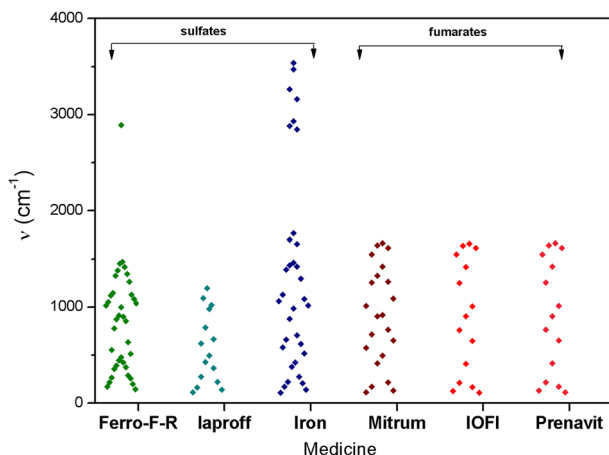 4000
sulfates
fumarates
3000
2000
1000
0
ν (cm⁻¹)
Ferro-F-R Iaproff Iron Mitrum IOFI Prenavit
Medicine